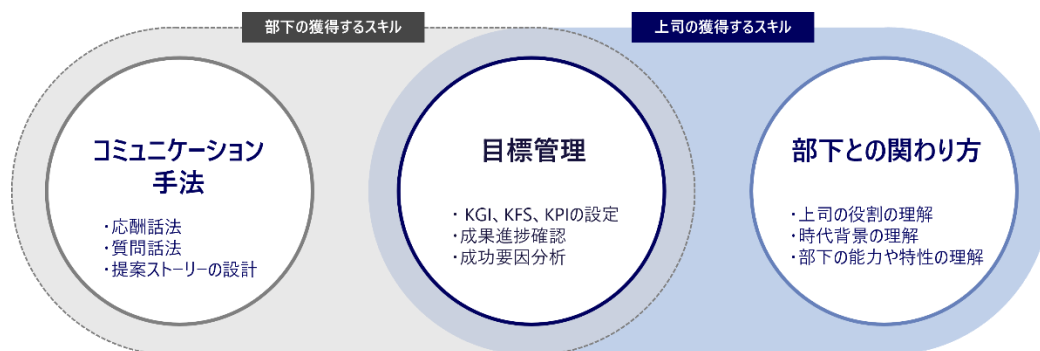 部下の獲得するスキル
上司の獲得するスキル
コミュニケーション
手法
・応酬話法
・質問話法
・提案ストーリーの設計
目標管理
・KGI、KFS、KPIの設定
・成果進捗確認
・成功要因分析
部下との関わり方
・上司の役割の理解
・時代背景の理解
・部下の能力や特性の理解